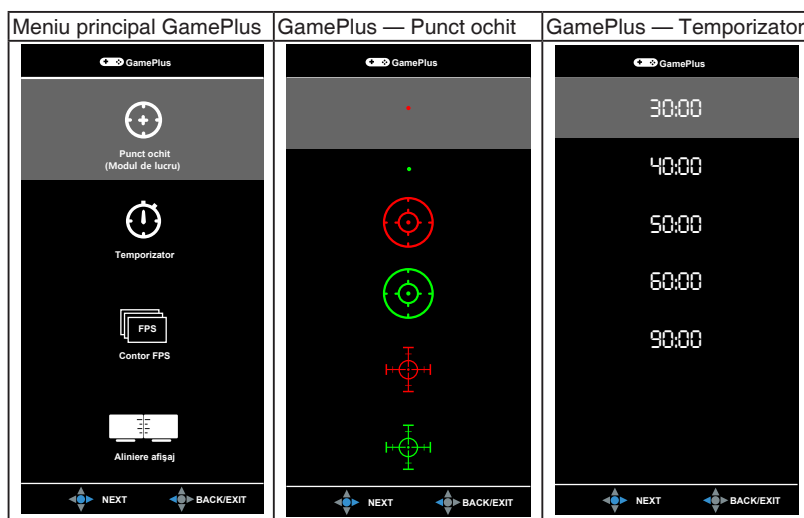 Meniu principal GamePlus
GamePlus
Punct ochit
(Modul de lucru)
Temporizator
FPS
Contor FPS
Aliniere afișaj
NEXT BACK/EXIT
GamePlus — Punct ochit
GamePlus
NEXT BACK/EXIT
GamePlus — Temporizator
GamePlus
30:00
40:00
50:00
60:00
90:00
NEXT BACK/EXIT